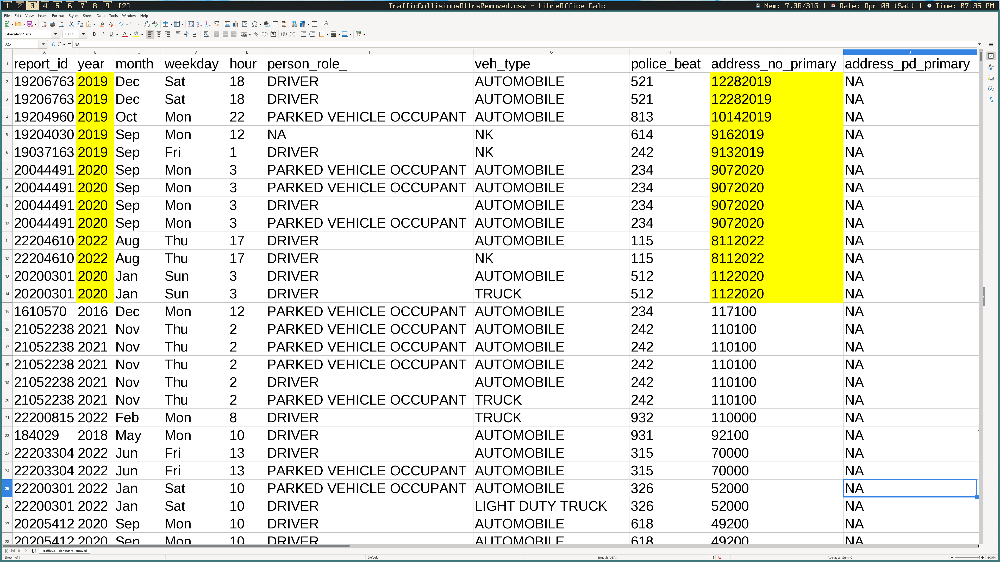 1 2 3 4 5 6 7 8 9 [2] TrafficCollisionsAttrsRemoved.csv - LibreOffice Calc Mem: 7.3G/31G | Date: Apr 08 (Sat) | Time: 07:35 PM
File Edit View Insert Format Styles Sheet Data Tools Window Help
Liberation Sans 10 pt
J25 NA
A B C D E F G H I J
1 report_id year month weekday hour person_role_ veh_type police_beat address_no_primary address_pd_primary
2 19206763 2019 Dec Sat 18 DRIVER AUTOMOBILE 521 12282019 NA
3 19206763 2019 Dec Sat 18 DRIVER AUTOMOBILE 521 12282019 NA
4 19204960 2019 Oct Mon 22 PARKED VEHICLE OCCUPANT AUTOMOBILE 813 10142019 NA
5 19204030 2019 Sep Mon 12 NA NK 614 9162019 NA
6 19037163 2019 Sep Fri 1 DRIVER NK 242 9132019 NA
7 20044491 2020 Sep Mon 3 PARKED VEHICLE OCCUPANT AUTOMOBILE 234 9072020 NA
8 20044491 2020 Sep Mon 3 PARKED VEHICLE OCCUPANT AUTOMOBILE 234 9072020 NA
9 20044491 2020 Sep Mon 3 DRIVER AUTOMOBILE 234 9072020 NA
10 20044491 2020 Sep Mon 3 PARKED VEHICLE OCCUPANT AUTOMOBILE 234 9072020 NA
11 22204610 2022 Aug Thu 17 DRIVER AUTOMOBILE 115 8112022 NA
12 22204610 2022 Aug Thu 17 DRIVER NK 115 8112022 NA
13 20200301 2020 Jan Sun 3 DRIVER AUTOMOBILE 512 1122020 NA
14 20200301 2020 Jan Sun 3 DRIVER TRUCK 512 1122020 NA
15 1610570 2016 Dec Mon 12 PARKED VEHICLE OCCUPANT AUTOMOBILE 234 117100 NA
16 21052238 2021 Nov Thu 2 PARKED VEHICLE OCCUPANT AUTOMOBILE 242 110100 NA
17 21052238 2021 Nov Thu 2 PARKED VEHICLE OCCUPANT AUTOMOBILE 242 110100 NA
18 21052238 2021 Nov Thu 2 PARKED VEHICLE OCCUPANT AUTOMOBILE 242 110100 NA
19 21052238 2021 Nov Thu 2 DRIVER AUTOMOBILE 242 110100 NA
20 21052238 2021 Nov Thu 2 PARKED VEHICLE OCCUPANT TRUCK 242 110100 NA
21 22200815 2022 Feb Mon 8 DRIVER TRUCK 932 110000 NA
22 184029 2018 May Mon 10 DRIVER AUTOMOBILE 931 92100 NA
23 22203304 2022 Jun Fri 13 DRIVER AUTOMOBILE 315 70000 NA
24 22203304 2022 Jun Fri 13 PARKED VEHICLE OCCUPANT AUTOMOBILE 315 70000 NA
25 22200301 2022 Jan Sat 10 PARKED VEHICLE OCCUPANT AUTOMOBILE 326 52000 NA
26 22200301 2022 Jan Sat 10 DRIVER LIGHT DUTY TRUCK 326 52000 NA
27 20205412 2020 Sep Mon 10 DRIVER AUTOMOBILE 618 49200 NA
28 20205412 2020 Sep Mon 10 DRIVER AUTOMOBILE 618 49200 NA
TrafficCollisionsAttrsRemoved
Sheet 1 of 1 Default English (USA) Average: ; Sum: 0 400%